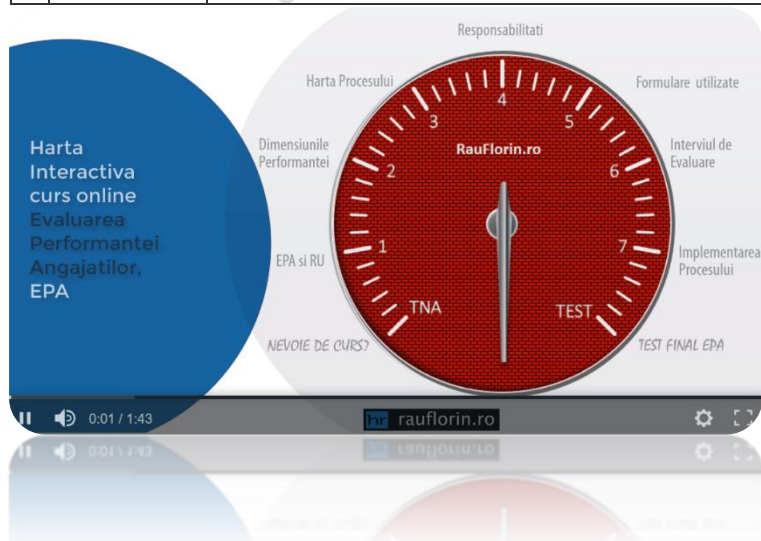 Responsabilitati
Harta Procesului
Formulare utilizate
4
3
5
Dimensiunile
Performantei
RauFlorin.ro
Interviul de
Evaluare
2
6
Harta
Interactiva
curs online
Evaluarea
Performantei
Angajatilor,
EPA
1
7
EPA si RU
Implementarea
Procesului
TNA
TEST
NEVOIE DE CURS?
TEST FINAL EPA
0:01 / 1:43
hr rauflorin.ro